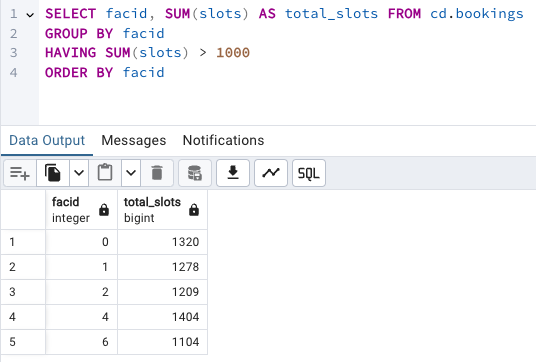 1 SELECT facid, SUM(slots) AS total_slots FROM cd.bookings
2 GROUP BY facid
3 HAVING SUM(slots) > 1000
4 ORDER BY facid
Data Output Messages Notifications
SQL
facid total_slots
integer bigint
1 0 1320
2 1 1278
3 2 1209
4 4 1404
5 6 1104